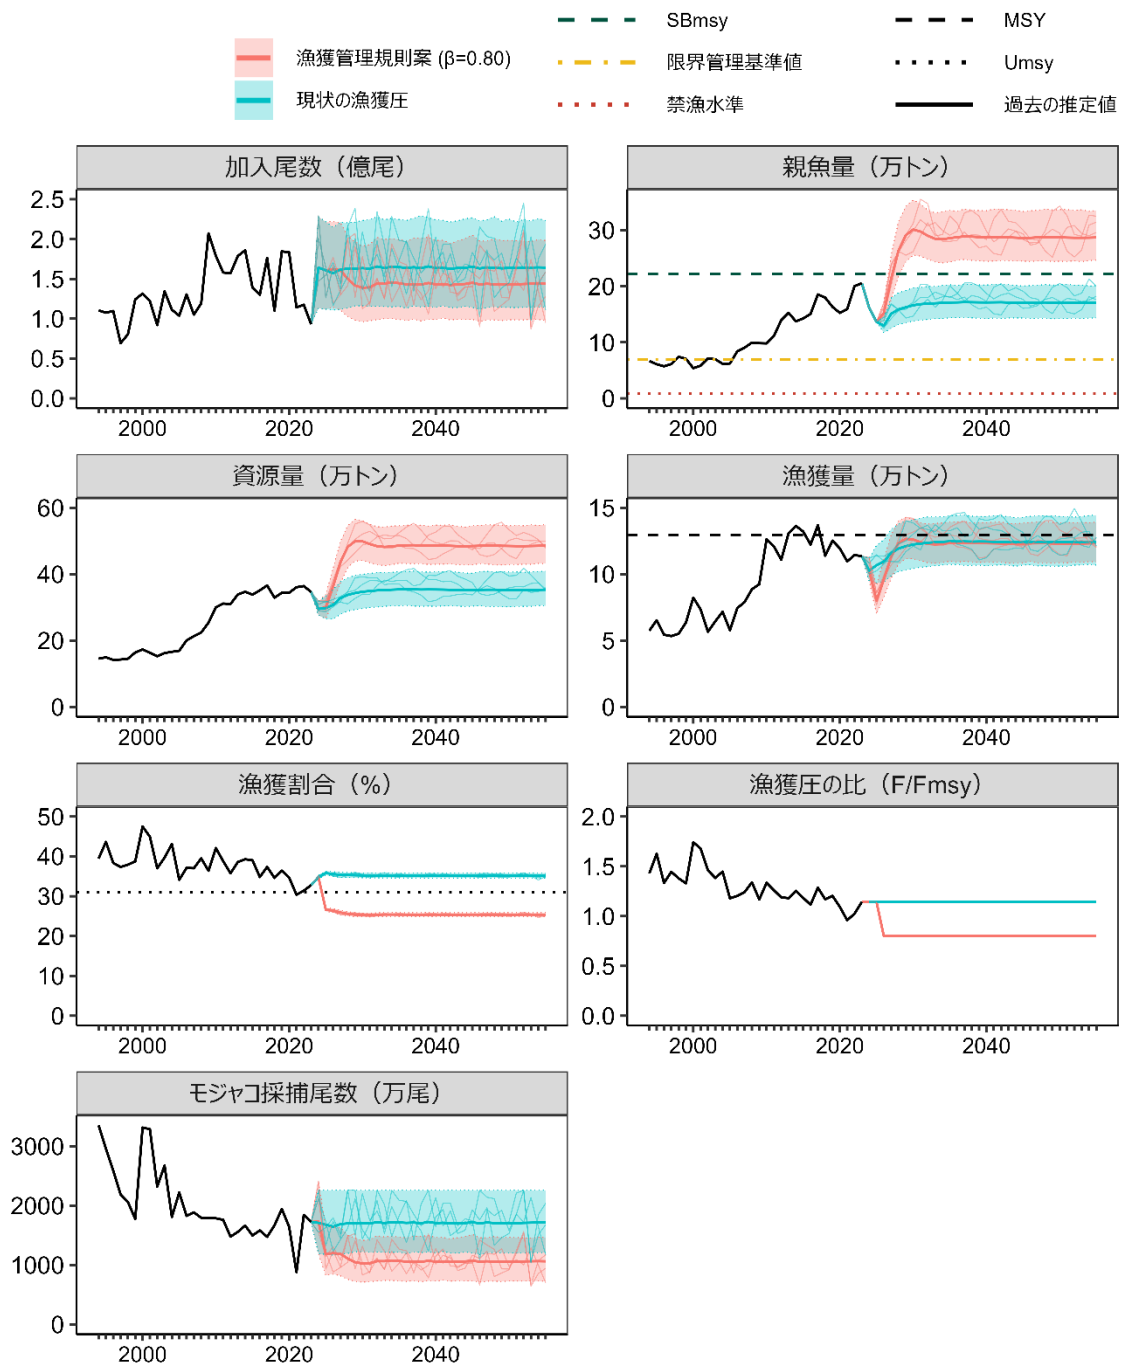 漁獲管理規則案 (β=0.80)
現状の漁獲圧
SBmsy
限界管理基準値
禁漁水準
MSY
Umsy
過去の推定値
加入尾数（億尾）
2.5
2.0
1.5
1.0
0.5
0.0
2000 2020 2040
親魚量（万トン）
30
20
10
0
2000 2020 2040
資源量（万トン）
60
40
20
0
2000 2020 2040
漁獲量（万トン）
15
10
5
0
2000 2020 2040
漁獲割合（%）
50
40
30
20
10
0
2000 2020 2040
漁獲圧の比（F/Fmsy）
2.0
1.5
1.0
0.5
0.0
2000 2020 2040
モジャコ採捕尾数（万尾）
3000
2000
1000
0
2000 2020 2040